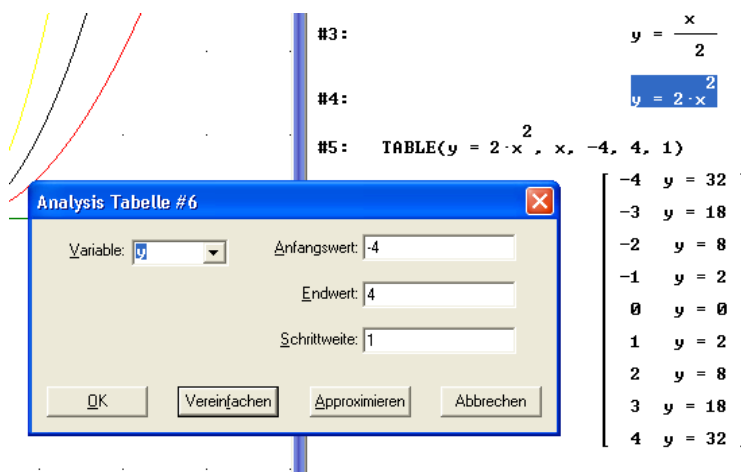 #3:
x
y = ―
2
#4:
y = 2·x²
#5: TABLE(y = 2·x², x, -4, 4, 1)
-4 y = 32
-3 y = 18
-2 y = 8
-1 y = 2
0 y = 0
1 y = 2
2 y = 8
3 y = 18
4 y = 32
Analysis Tabelle #6
Variable: y
Anfangswert: -4
Endwert: 4
Schrittweite: 1
OK Vereinfachen Approximieren Abbrechen